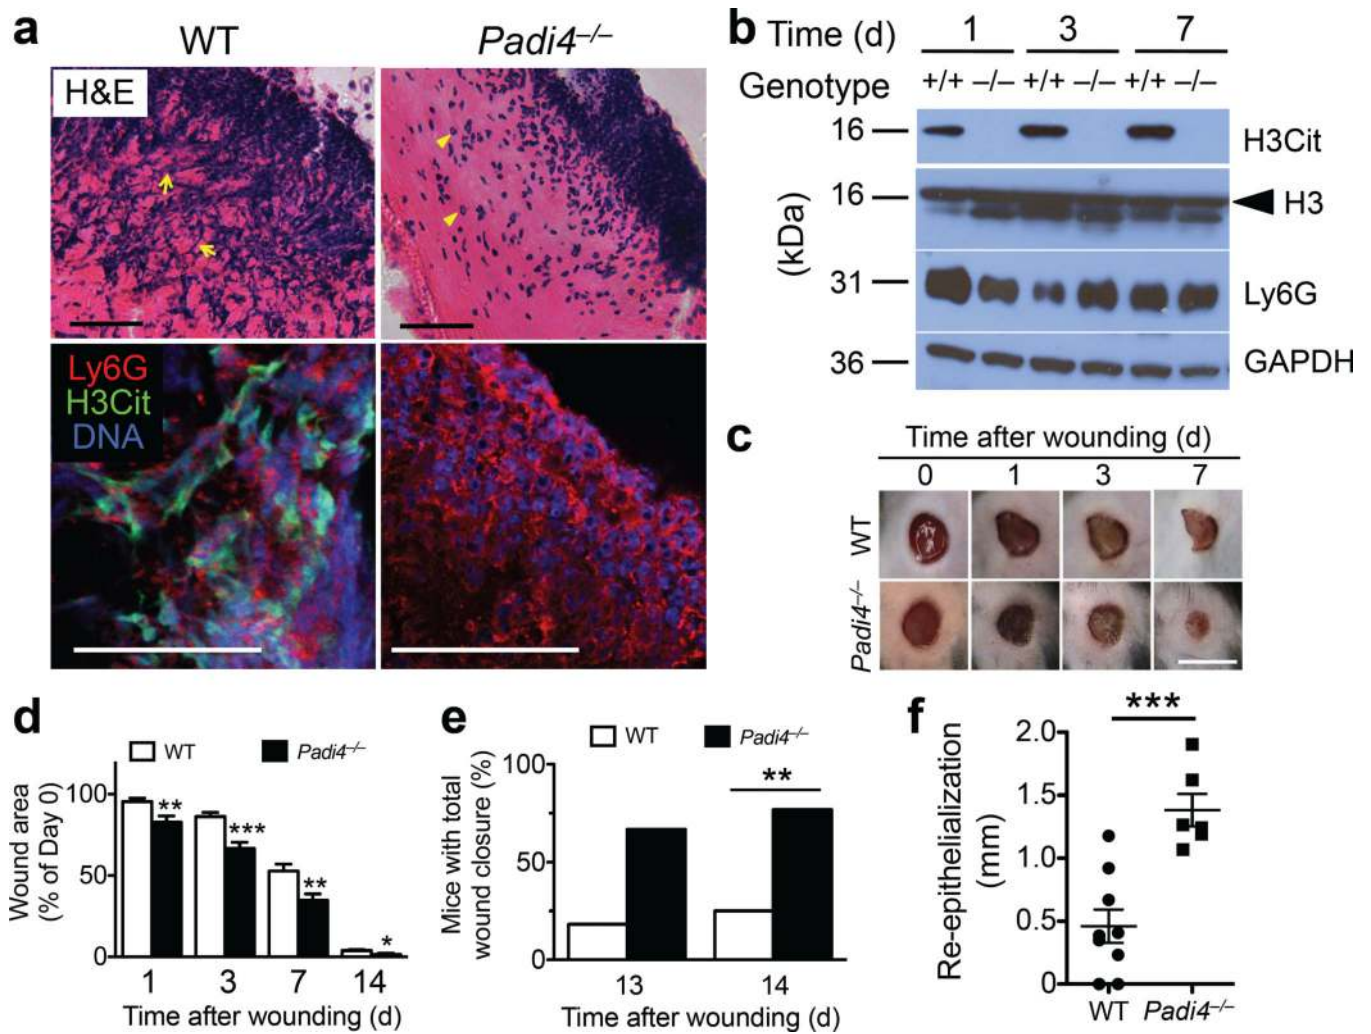 a
WT
Padi4–/–
H&E
Ly6G
H3Cit
DNA
b
Time (d)
1
3
7
Genotype
+/+ –/– +/+ –/– +/+ –/–
16
H3Cit
16
H3
31
Ly6G
36
GAPDH
(kDa)
c
Time after wounding (d)
0 1 3 7
WT
Padi4–/–
d
WT
Padi4–/–
Wound area
(% of Day 0)
100
50
0
**
***
**
*
1 3 7 14
Time after wounding (d)
e
WT
Padi4–/–
Mice with total
wound closure (%)
100
50
0
**
13 14
Time after wounding (d)
f
***
Re-epithelialization
(mm)
2.0
1.5
1.0
0.5
0
WT Padi4–/–